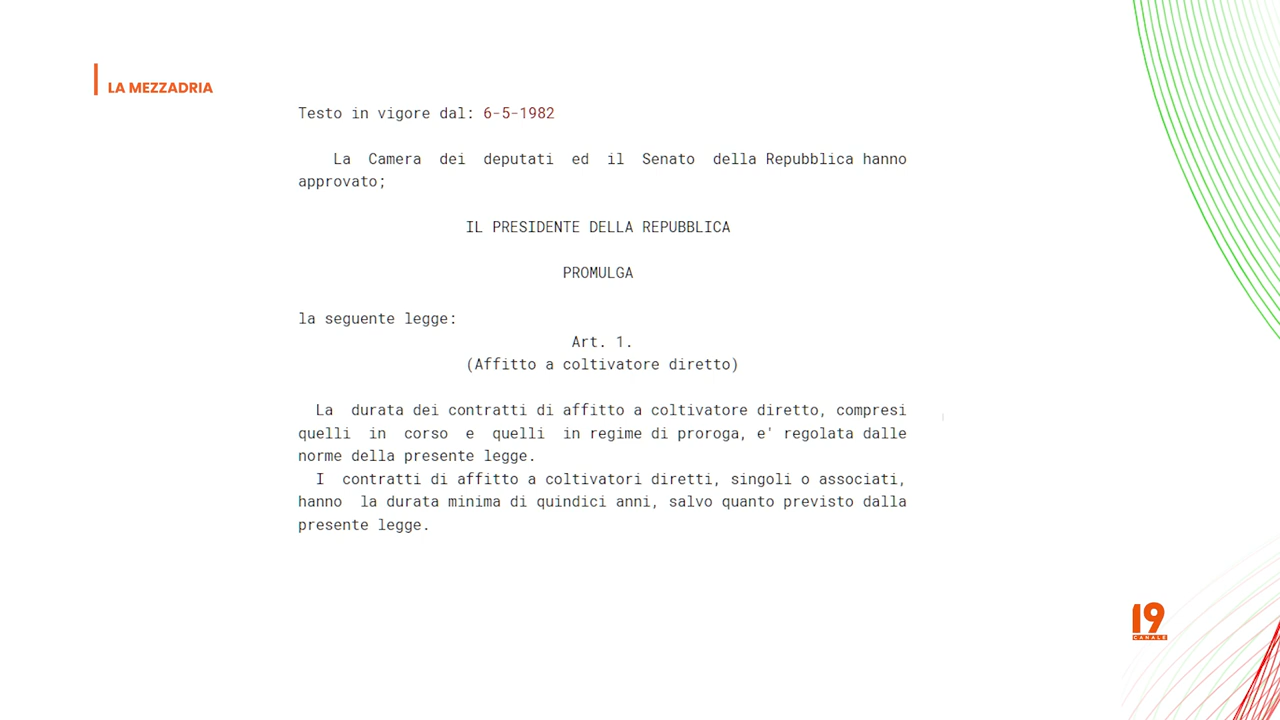 LA MEZZADRIA
Testo in vigore dal: 6-5-1982
La Camera dei deputati ed il Senato della Repubblica hanno
approvato;
IL PRESIDENTE DELLA REPUBBLICA
PROMULGA
la seguente legge:
Art. 1.
(Affitto a coltivatore diretto)
La durata dei contratti di affitto a coltivatore diretto, compresi
quelli in corso e quelli in regime di proroga, e' regolata dalle
norme della presente legge.
I contratti di affitto a coltivatori diretti, singoli o associati,
hanno la durata minima di quindici anni, salvo quanto previsto dalla
presente legge.
19
CANALE